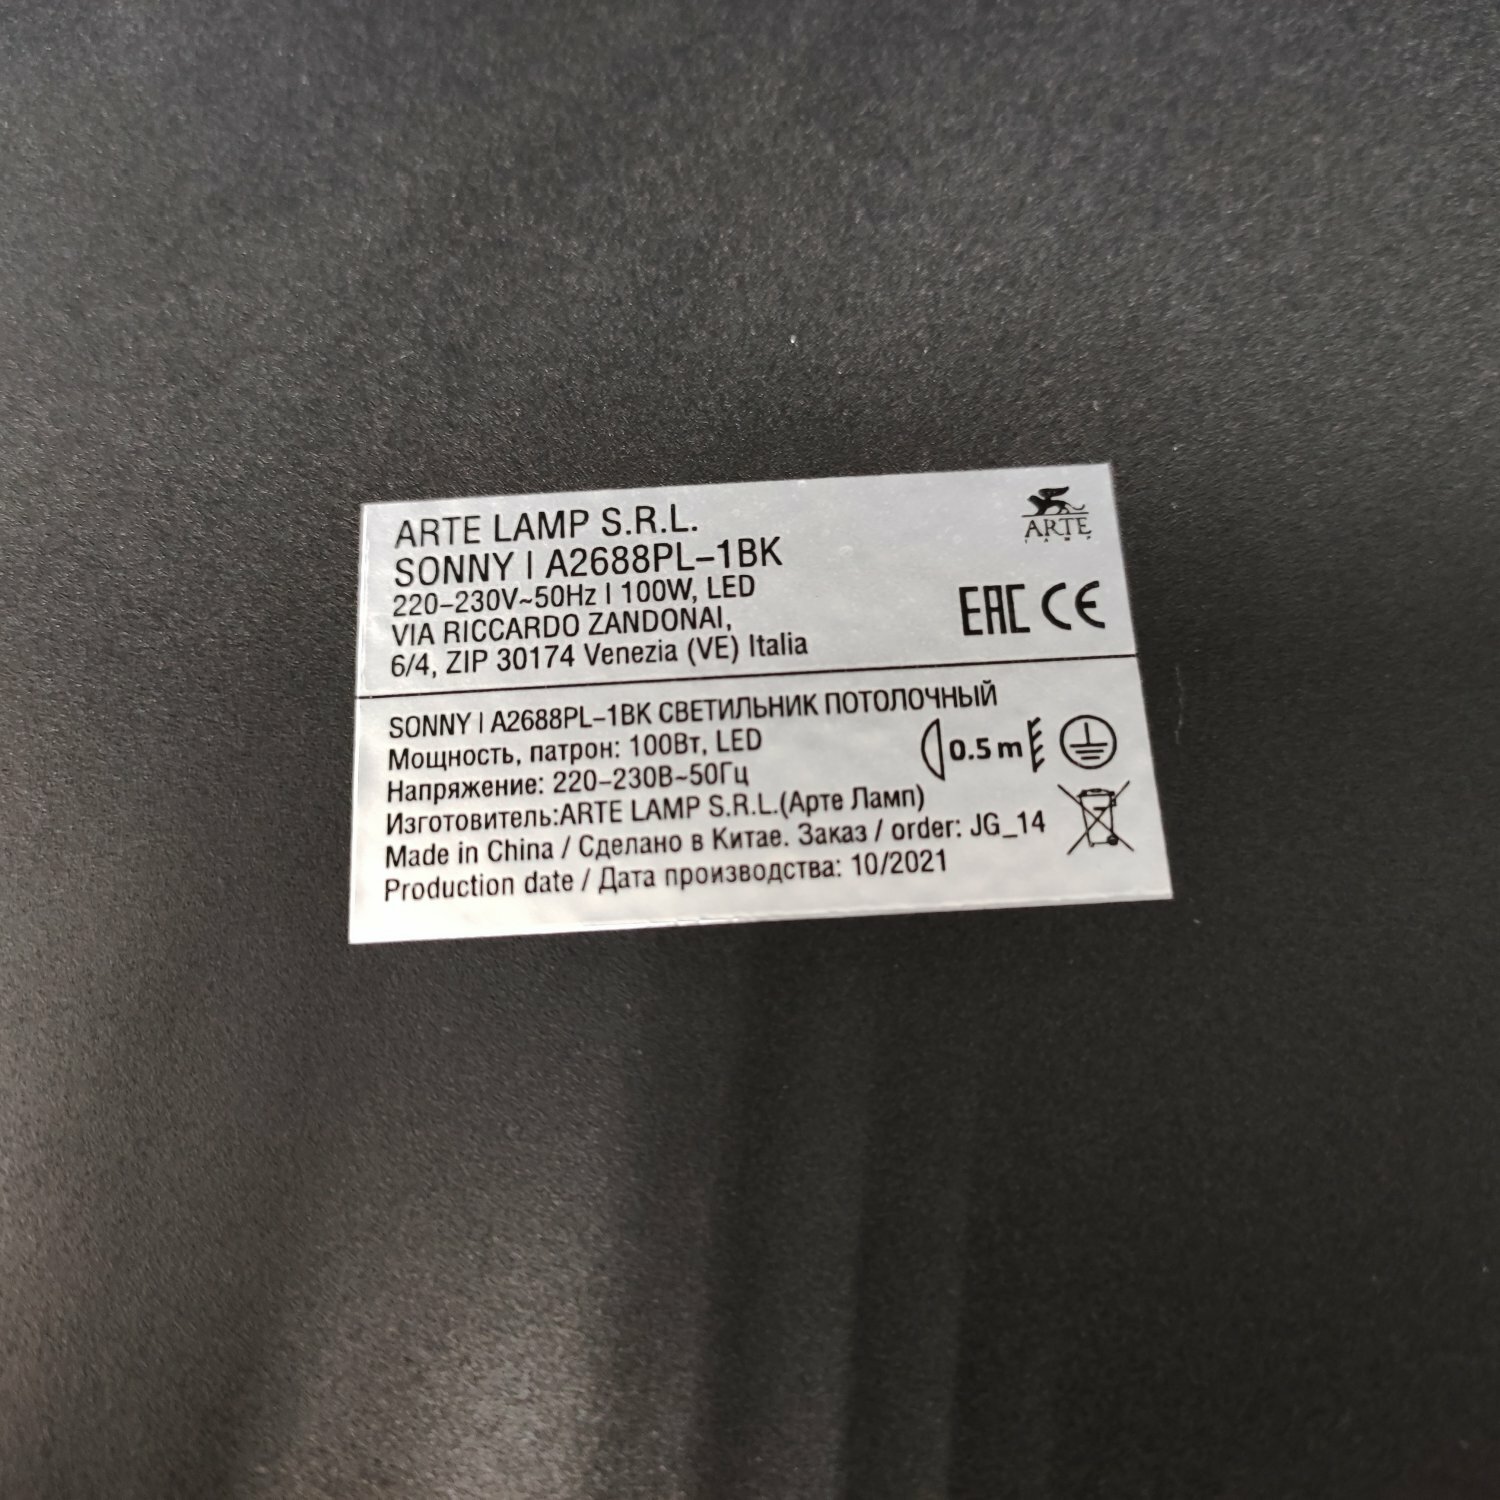 ARTE LAMP S.R.L.
SONNY | A2688PL-1BK
220-230V~50Hz | 100W, LED
VIA RICCARDO ZANDONAI,
6/4, ZIP 30174 Venezia (VE) Italia
ARTE
LAMP
EAC CE
SONNY | A2688PL-1BK СВЕТИЛЬНИК ПОТОЛОЧНЫЙ
Мощность, патрон: 100Вт, LED
Напряжение: 220-230В~50Гц
0.5m
Изготовитель:ARTE LAMP S.R.L.(Арте Ламп)
Made in China / Сделано в Китае. Заказ / order: JG_14
Production date / Дата производства: 10/2021